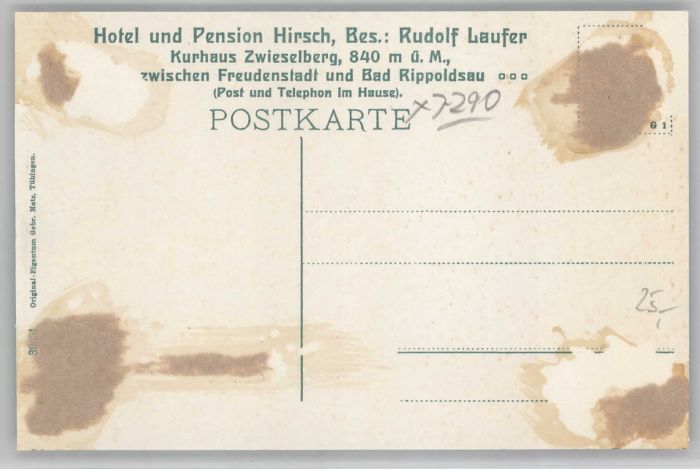 Hotel und Pension Hirsch, Bes.: Rudolf Laufer
Kurhaus Zwieselberg, 840 m ü. M.,
zwischen Freudenstadt und Bad Rippoldsau
(Post und Telephon im Hause).
POSTKARTE
x7290
G 1
Original-Eigentum Gebr. Metz, Tübingen.
25,-